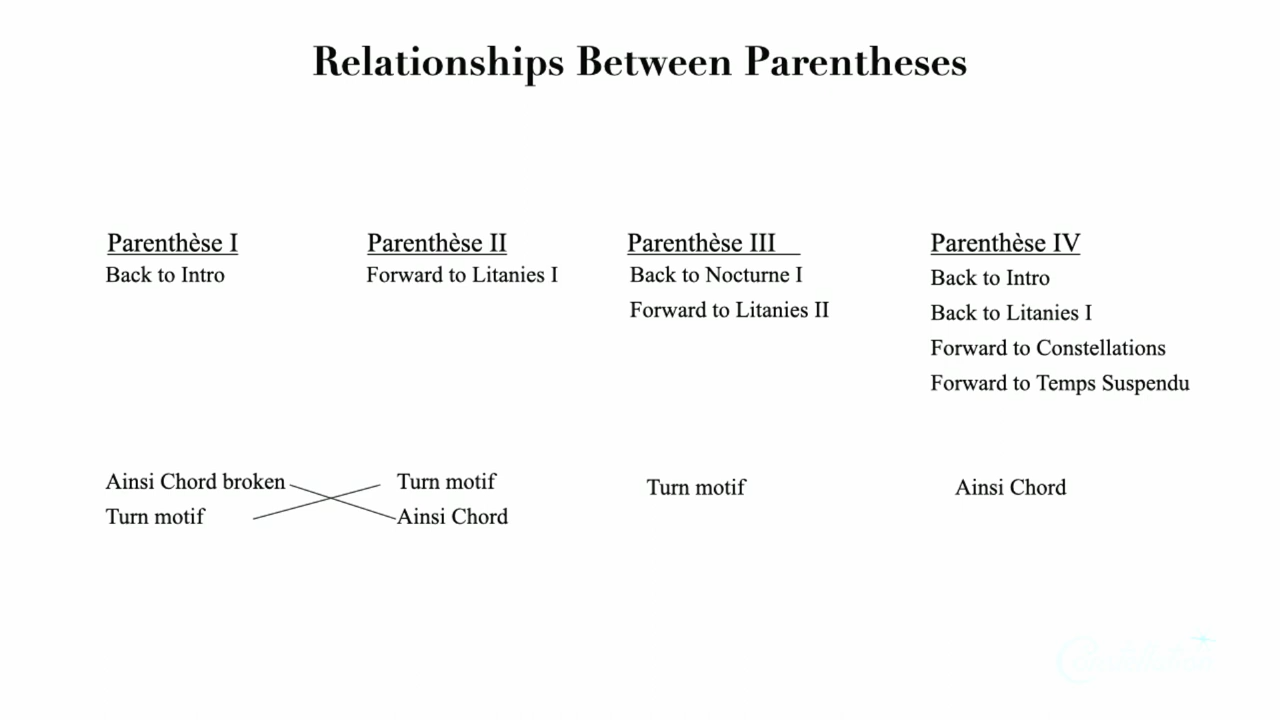 Relationships Between Parentheses
Parenthèse I
Back to Intro
Parenthèse II
Forward to Litanies I
Parenthèse III
Back to Nocturne I
Forward to Litanies II
Parenthèse IV
Back to Intro
Back to Litanies I
Forward to Constellations
Forward to Temps Suspendu
Ainsi Chord broken
Turn motif
Turn motif
Ainsi Chord
Turn motif
Ainsi Chord